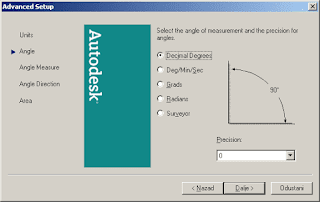 Advanced Setup
Units
Angle
Angle Measure
Angle Direction
Area
Autodesk
Select the angle of measurement and the precision for
angles.
Decimal Degrees
Deg/Min/Sec
Grads
Radians
Surveyor
90°
Precision:
0
< Nazad
Dalje >
Odustani